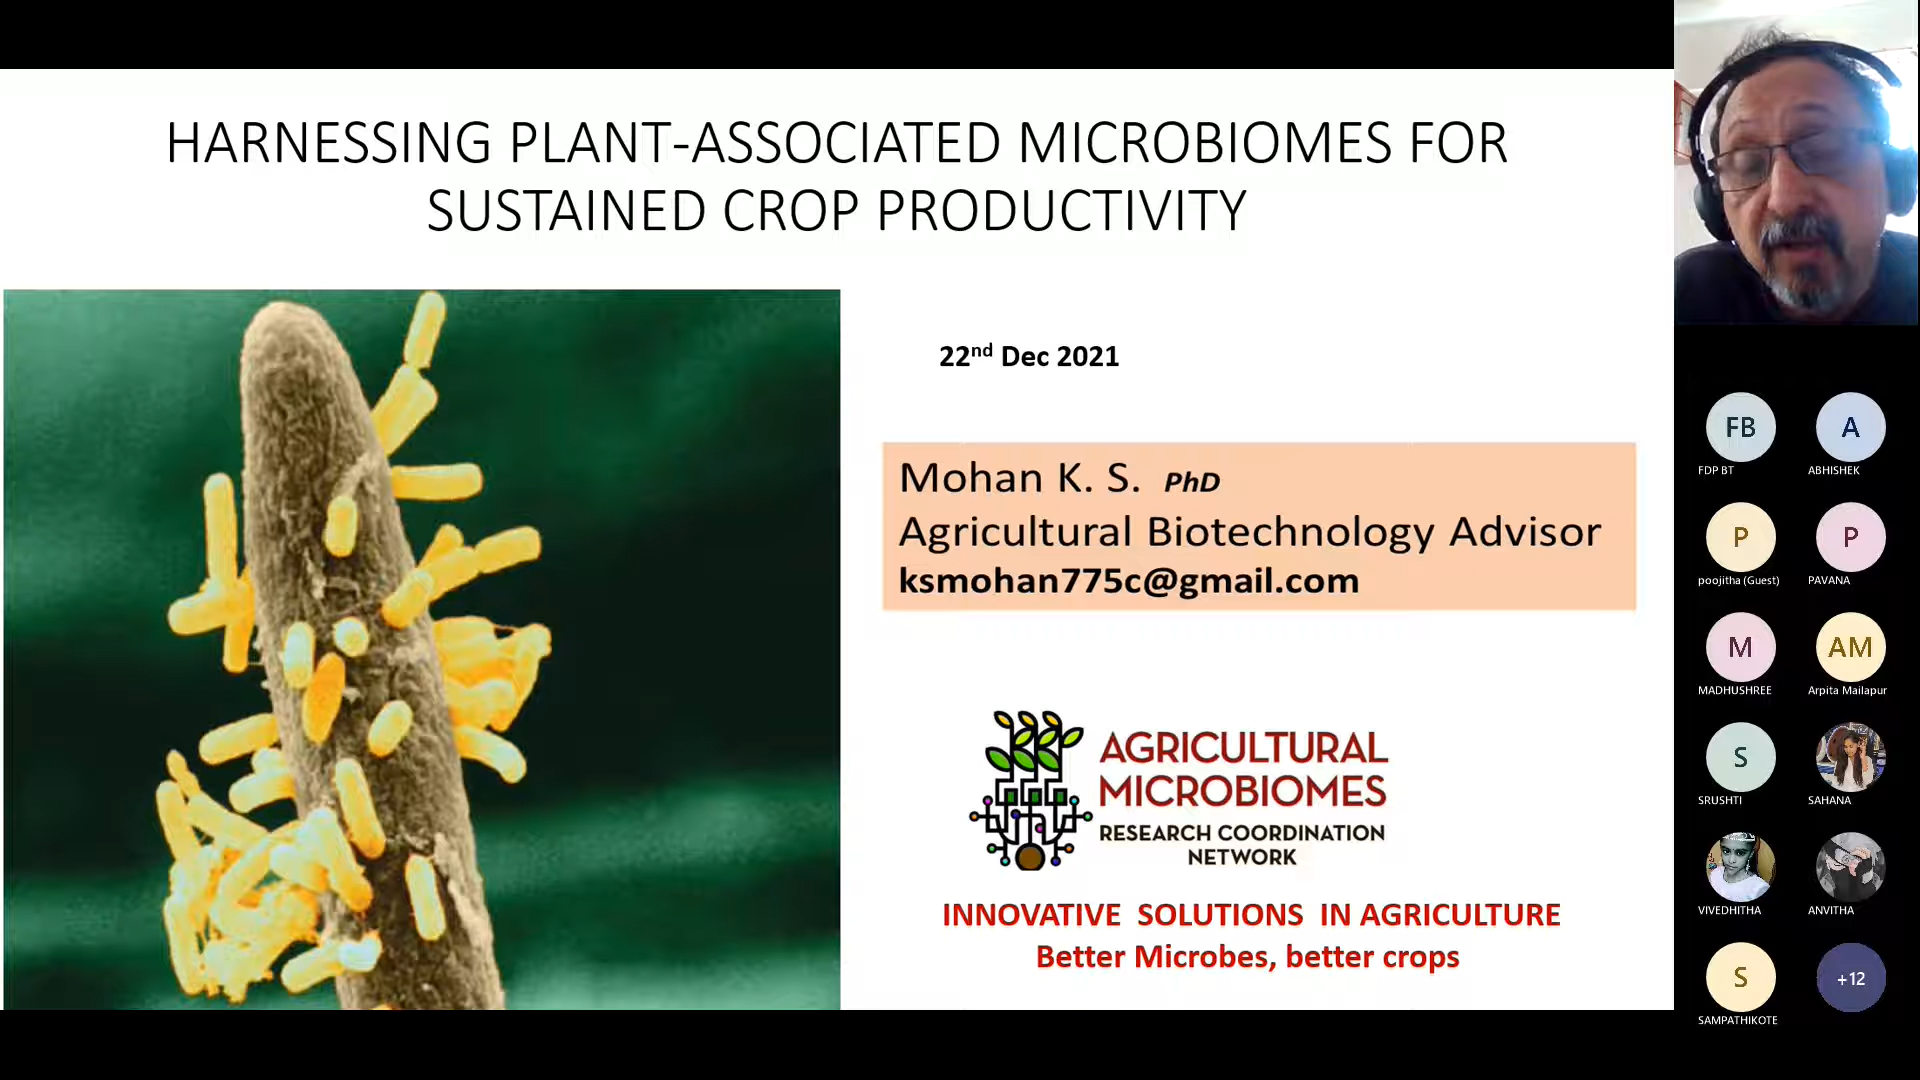 HARNESSING PLANT-ASSOCIATED MICROBIOMES FOR
SUSTAINED CROP PRODUCTIVITY
22nd Dec 2021
Mohan K. S. PhD
Agricultural Biotechnology Advisor
ksmohan775c@gmail.com
AGRICULTURAL
MICROBIOMES
RESEARCH COORDINATION
NETWORK
INNOVATIVE SOLUTIONS IN AGRICULTURE
Better Microbes, better crops
FB
A
FDP BT
ABHISHEK
P
P
poojitha (Guest)
PAVANA
M
AM
MADHUSHREE
Arpita Mailapur
S
SRUSHTI
SAHANA
VIVEDHITHA
ANVITHA
S
+12
SAMPATHIKOTE